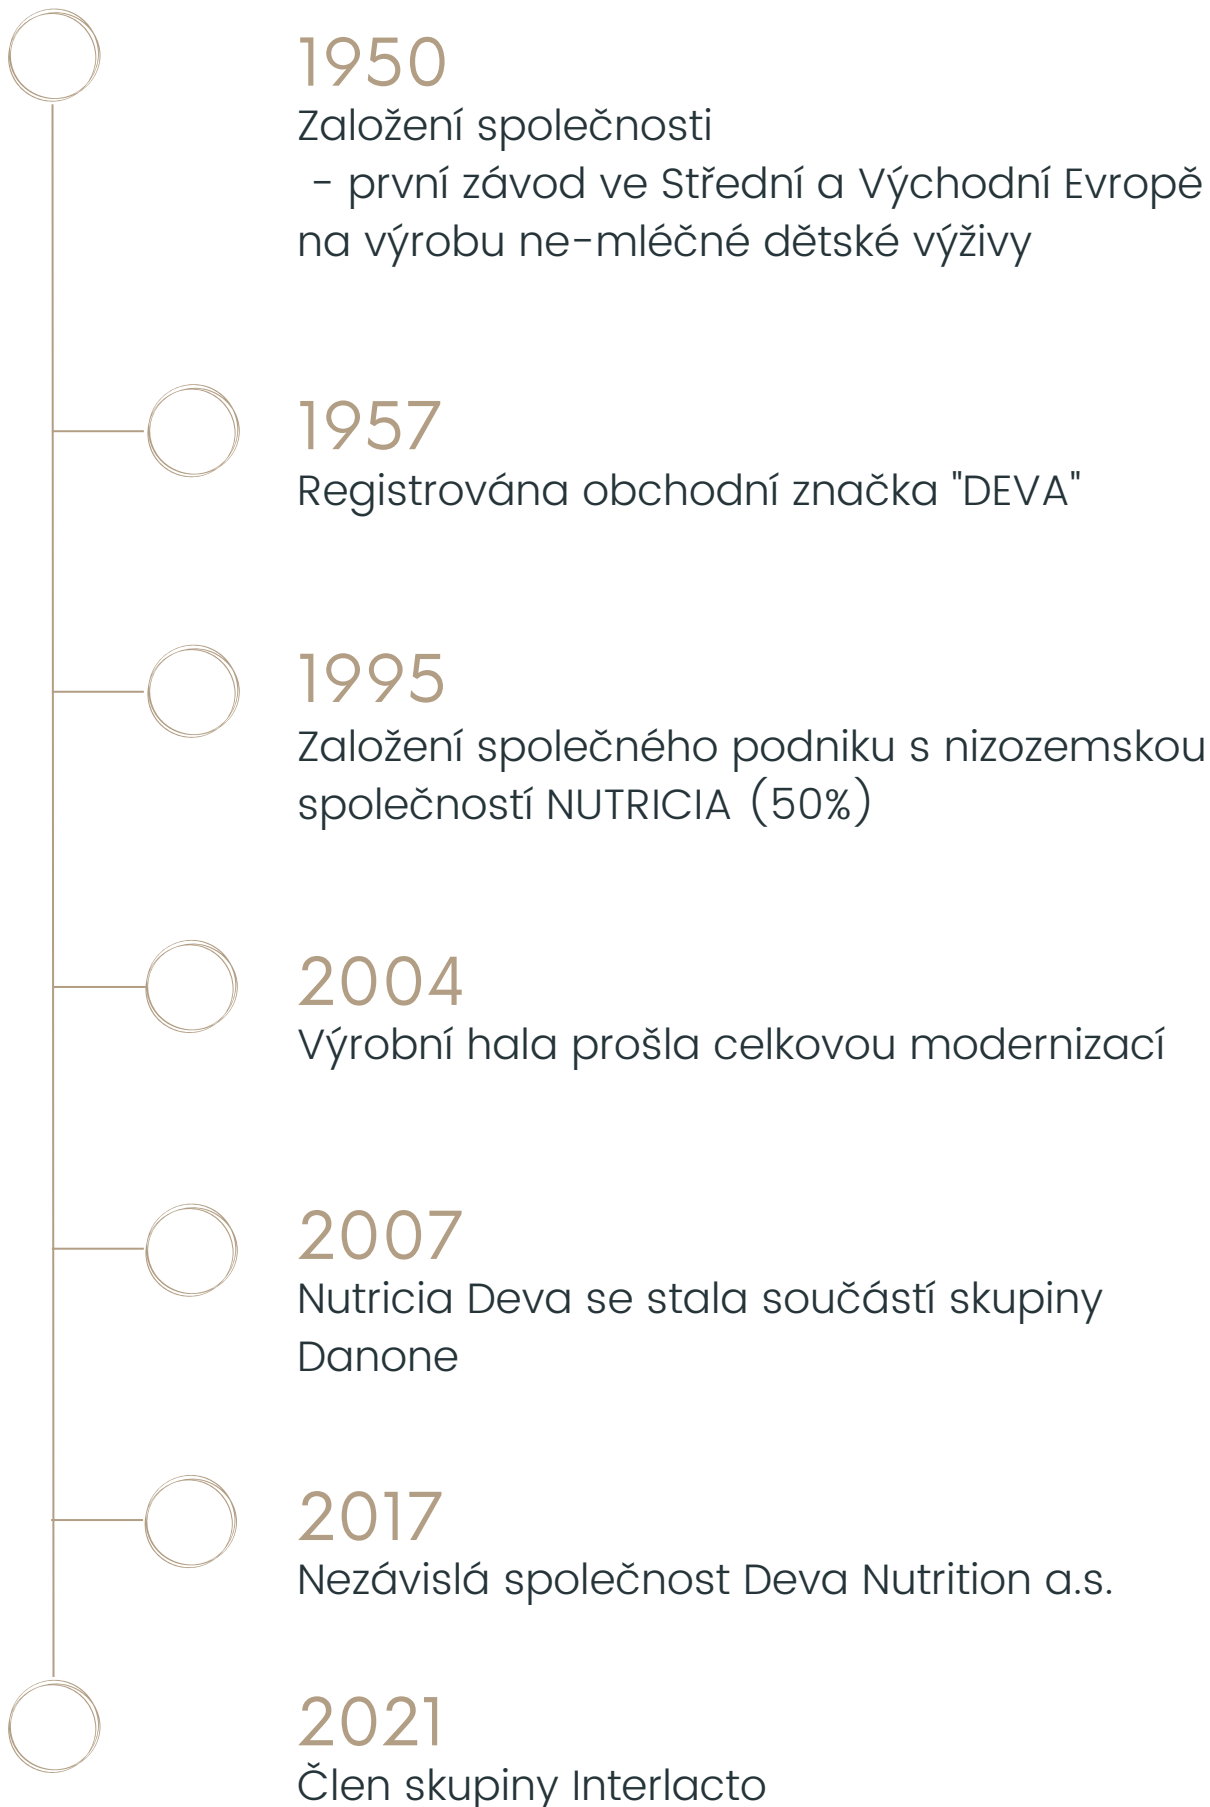 1950
Založení společnosti
- první závod ve Střední a Východní Evropě
na výrobu ne-mléčné dětské výživy
1957
Registrována obchodní značka "DEVA"
1995
Založení společného podniku s nizozemskou
společností NUTRICIA (50%)
2004
Výrobní hala prošla celkovou modernizací
2007
Nutricia Deva se stala součástí skupiny
Danone
2017
Nezávislá společnost Deva Nutrition a.s.
2021
Člen skupiny Interlacto